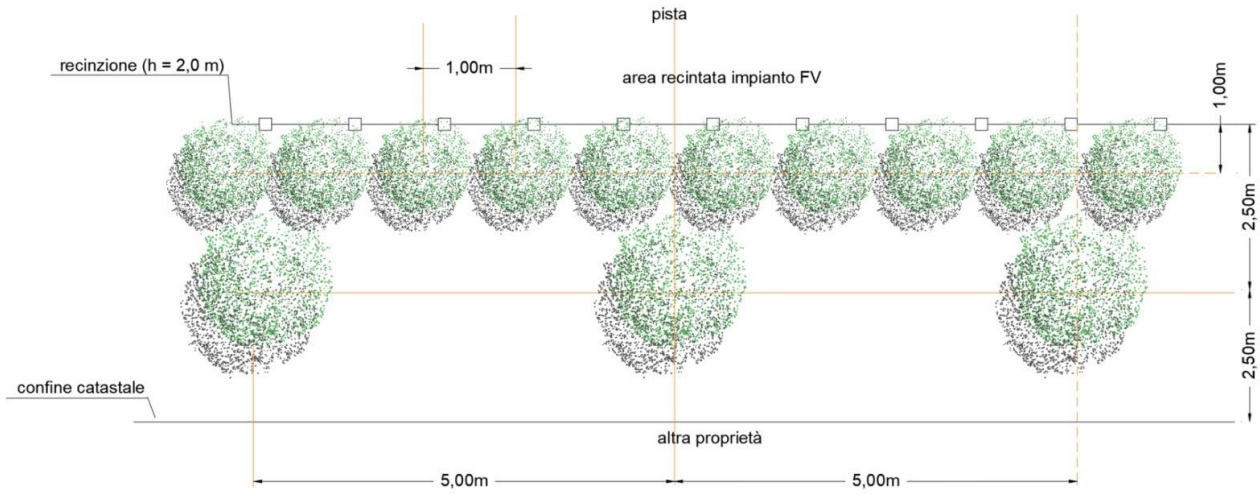 pista
recinzione (h = 2,0 m)
1,00m
area recintata impianto FV
1,00m
2,50m
2,50m
confine catastale
altra proprietà
5,00m
5,00m